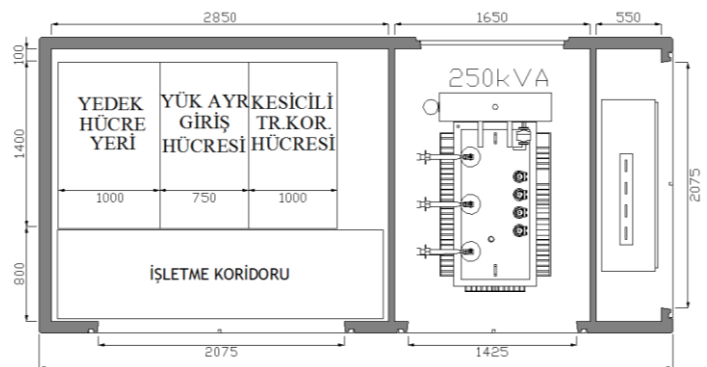 2850
1650
550
100
1400
800
250kVA
YEDEK
HÜCRE
YERİ
YÜK AYR
GİRİŞ
HÜCRESİ
KESİCİLİ
TR.KOR.
HÜCRESİ
1000
750
1000
2075
İŞLETME KORİDORU
2075
1425